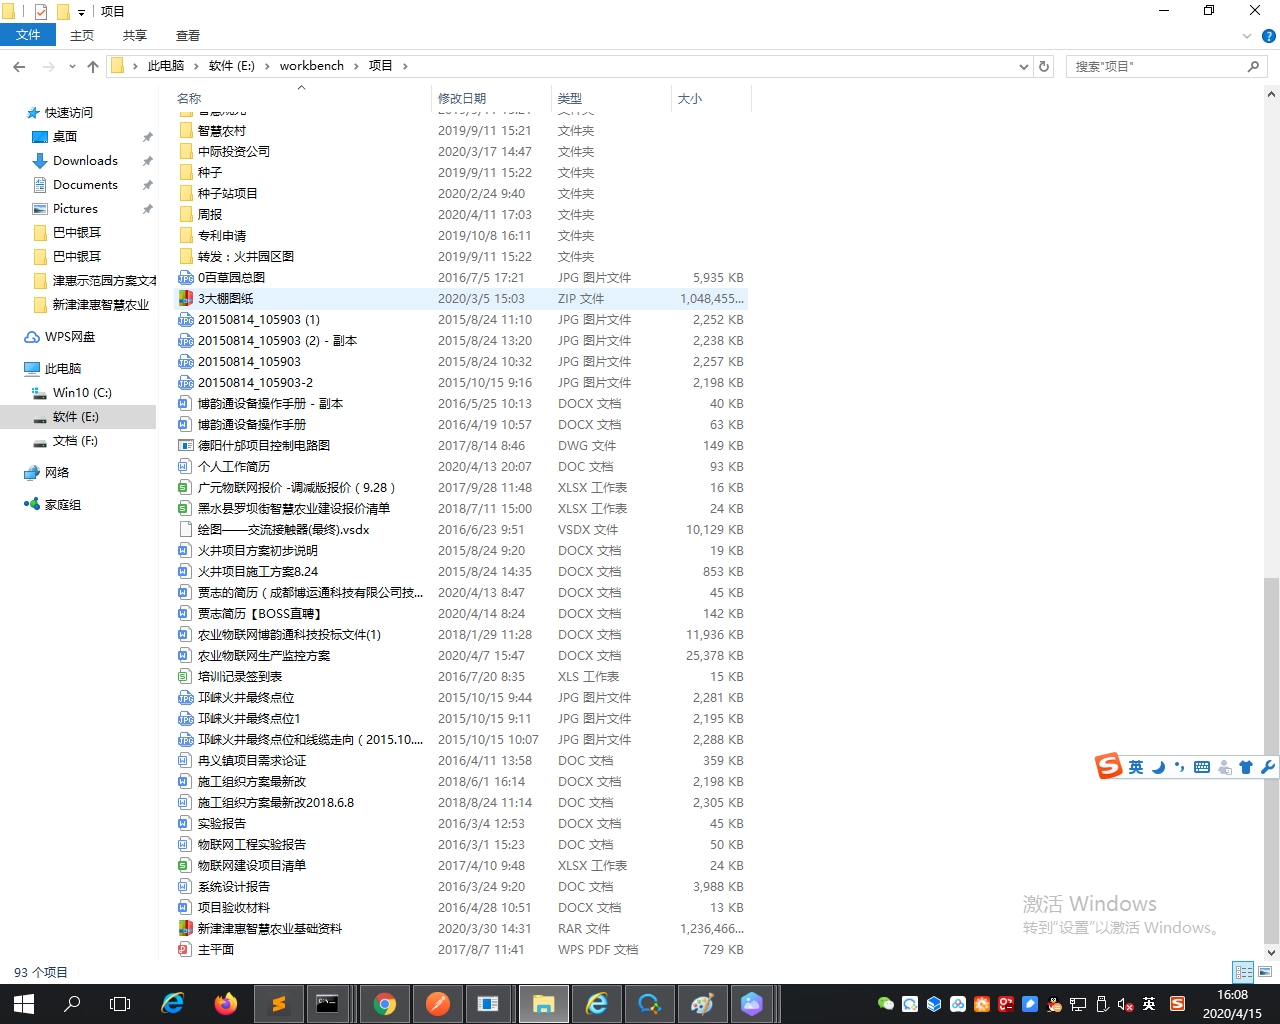 项目
文件 主页 共享 查看
此电脑 软件 (E:) workbench 项目 搜索"项目"
名称 修改日期 类型 大小
快速访问
桌面
Downloads
Documents
Pictures
巴中银耳
巴中银耳
津惠示范园方案文本
新津津惠智慧农业
WPS网盘
此电脑
Win10 (C:)
软件 (E:)
文档 (F:)
网络
家庭组
智慧农村 2019/9/11 15:21 文件夹
中际投资公司 2020/3/17 14:47 文件夹
种子 2019/9/11 15:22 文件夹
种子站项目 2020/2/24 9:40 文件夹
周报 2020/4/11 17:03 文件夹
专利申请 2019/10/8 16:11 文件夹
转发：火井园区图 2019/9/11 15:22 文件夹
0百草园总图 2016/7/5 17:21 JPG 图片文件 5,935 KB
3大棚图纸 2020/3/5 15:03 ZIP 文件 1,048,455...
20150814_105903 (1) 2015/8/24 11:10 JPG 图片文件 2,252 KB
20150814_105903 (2) - 副本 2015/8/24 13:20 JPG 图片文件 2,238 KB
20150814_105903 2015/8/24 10:32 JPG 图片文件 2,257 KB
20150814_105903-2 2015/10/15 9:16 JPG 图片文件 2,198 KB
博韵通设备操作手册 - 副本 2016/5/25 10:13 DOCX 文档 40 KB
博韵通设备操作手册 2016/4/19 10:57 DOCX 文档 63 KB
德阳什邡项目控制电路图 2017/8/14 8:46 DWG 文件 149 KB
个人工作简历 2020/4/13 20:07 DOC 文档 93 KB
广元物联网报价 -调减版报价（9.28） 2017/9/28 11:48 XLSX 工作表 16 KB
黑水县罗坝街智慧农业建设报价清单 2018/7/11 15:00 XLSX 工作表 24 KB
绘图——交流接触器(最终).vsdx 2016/6/23 9:51 VSDX 文件 10,129 KB
火井项目方案初步说明 2015/8/24 9:20 DOCX 文档 19 KB
火井项目施工方案8.24 2015/8/24 14:35 DOCX 文档 853 KB
贾志的简历（成都博运通科技有限公司技... 2020/4/13 8:47 DOCX 文档 45 KB
贾志简历【BOSS直聘】 2020/4/14 8:24 DOCX 文档 142 KB
农业物联网博韵通科技投标文件(1) 2018/1/29 11:28 DOCX 文档 11,936 KB
农业物联网生产监控方案 2020/4/7 15:47 DOCX 文档 25,378 KB
培训记录签到表 2016/7/20 8:35 XLS 工作表 15 KB
邛崃火井最终点位 2015/10/15 9:44 JPG 图片文件 2,281 KB
邛崃火井最终点位1 2015/10/15 9:11 JPG 图片文件 2,195 KB
邛崃火井最终点位和线缆走向（2015.10.... 2015/10/15 10:07 JPG 图片文件 2,288 KB
冉义镇项目需求论证 2016/4/11 13:58 DOC 文档 359 KB
施工组织方案最新改 2018/6/1 16:14 DOCX 文档 2,198 KB
施工组织方案最新改2018.6.8 2018/8/24 11:14 DOC 文档 2,305 KB
实验报告 2016/3/4 12:53 DOCX 文档 45 KB
物联网工程实验报告 2016/3/1 15:23 DOC 文档 50 KB
物联网建设项目清单 2017/4/10 9:48 XLSX 工作表 24 KB
系统设计报告 2016/3/24 9:20 DOC 文档 3,988 KB
项目验收材料 2016/4/28 10:51 DOCX 文档 13 KB
新津津惠智慧农业基础资料 2020/3/30 14:31 RAR 文件 1,236,466...
主平面 2017/8/7 11:41 WPS PDF 文档 729 KB
英
激活 Windows
转到"设置"以激活 Windows。
93 个项目
英
16:08
2020/4/15